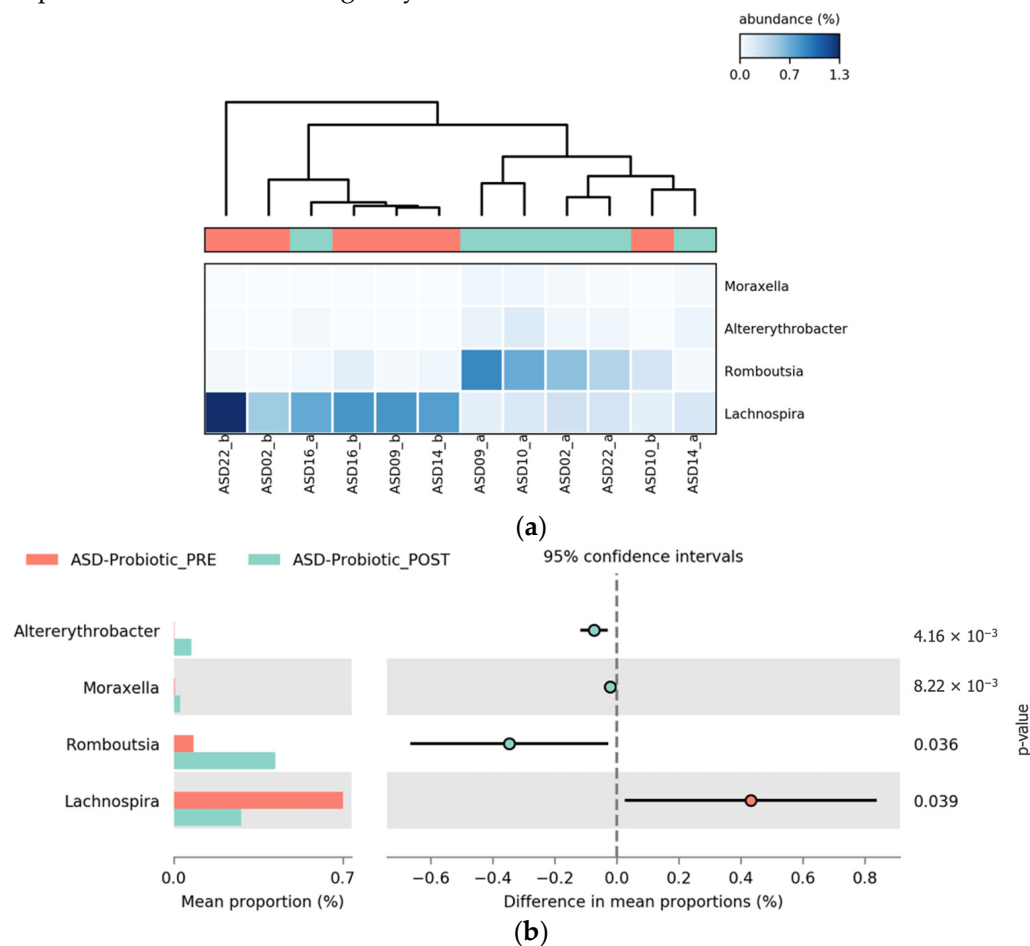 abundance (%)
0.0 0.7 1.3
Moraxella
Altererythrobacter
Romboutsia
Lachnospira
ASD22_b ASD02_b ASD16_a ASD16_b ASD09_b ASD14_b ASD09_a ASD10_a ASD02_a ASD22_a ASD10_b ASD14_a
(a)
ASD-Probiotic_PRE ASD-Probiotic_POST 95% confidence intervals
Altererythrobacter 4.16 × 10⁻³
Moraxella 8.22 × 10⁻³
Romboutsia 0.036
Lachnospira 0.039
p-value
0.0 0.7 −0.6 −0.4 −0.2 0.0 0.2 0.4 0.6 0.8
Mean proportion (%) Difference in mean proportions (%)
(b)